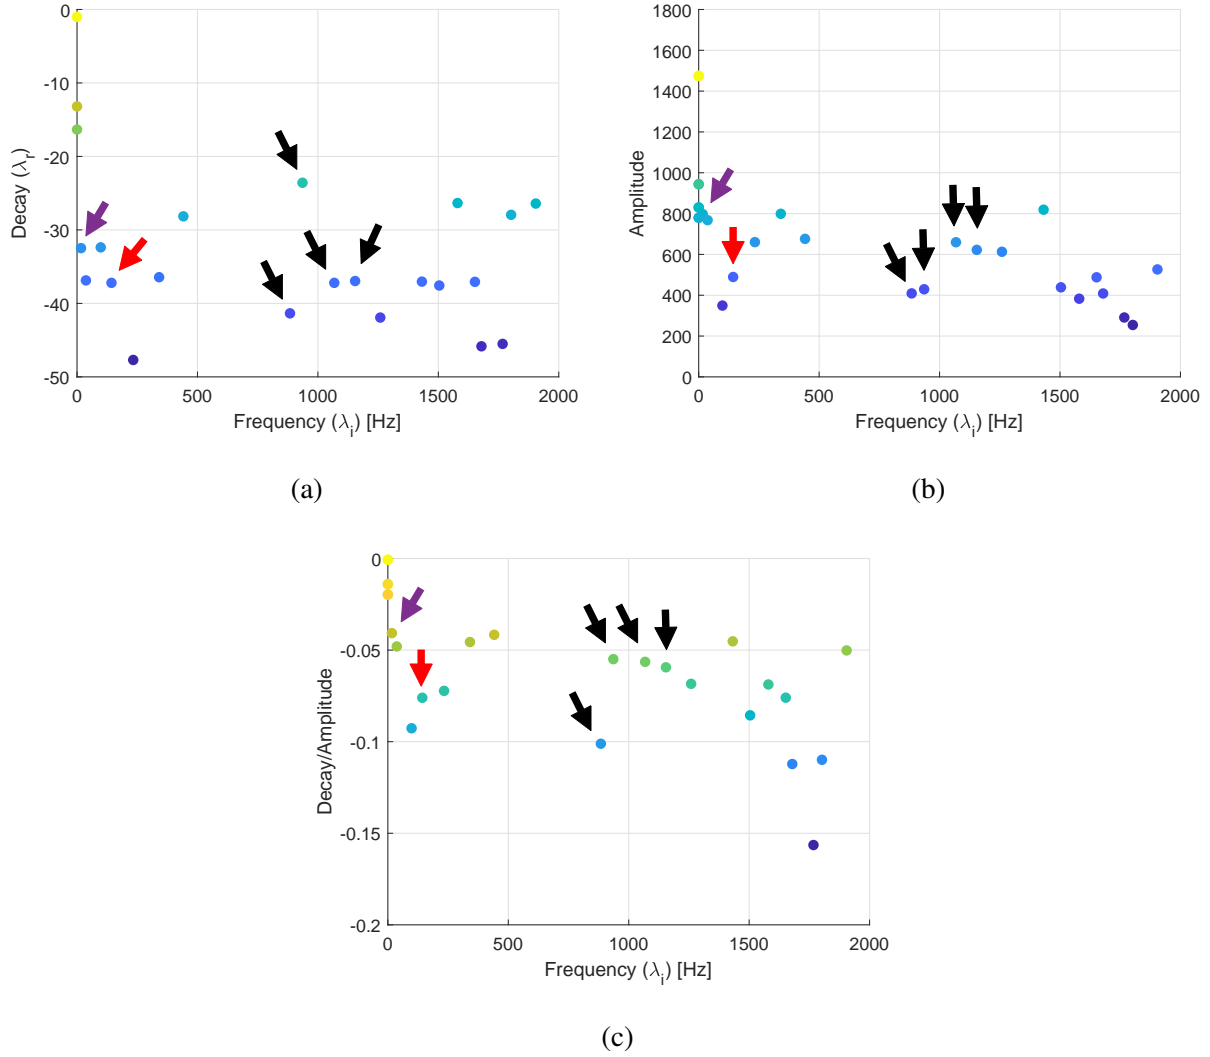 0
-10
-20
-30
-40
-50
0 500 1000 1500 2000
Decay (λr)
Frequency (λi) [Hz]
(a)
1800
1600
1400
1200
1000
800
600
400
200
0
0 500 1000 1500 2000
Amplitude
Frequency (λi) [Hz]
(b)
0
-0.05
-0.1
-0.15
-0.2
0 500 1000 1500 2000
Decay/Amplitude
Frequency (λi) [Hz]
(c)